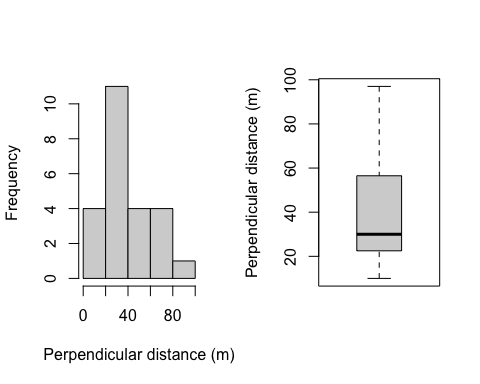 Frequency
0 2 4 6 8 10
0 40 80
Perpendicular distance (m)
Perpendicular distance (m)
20 40 60 80 100